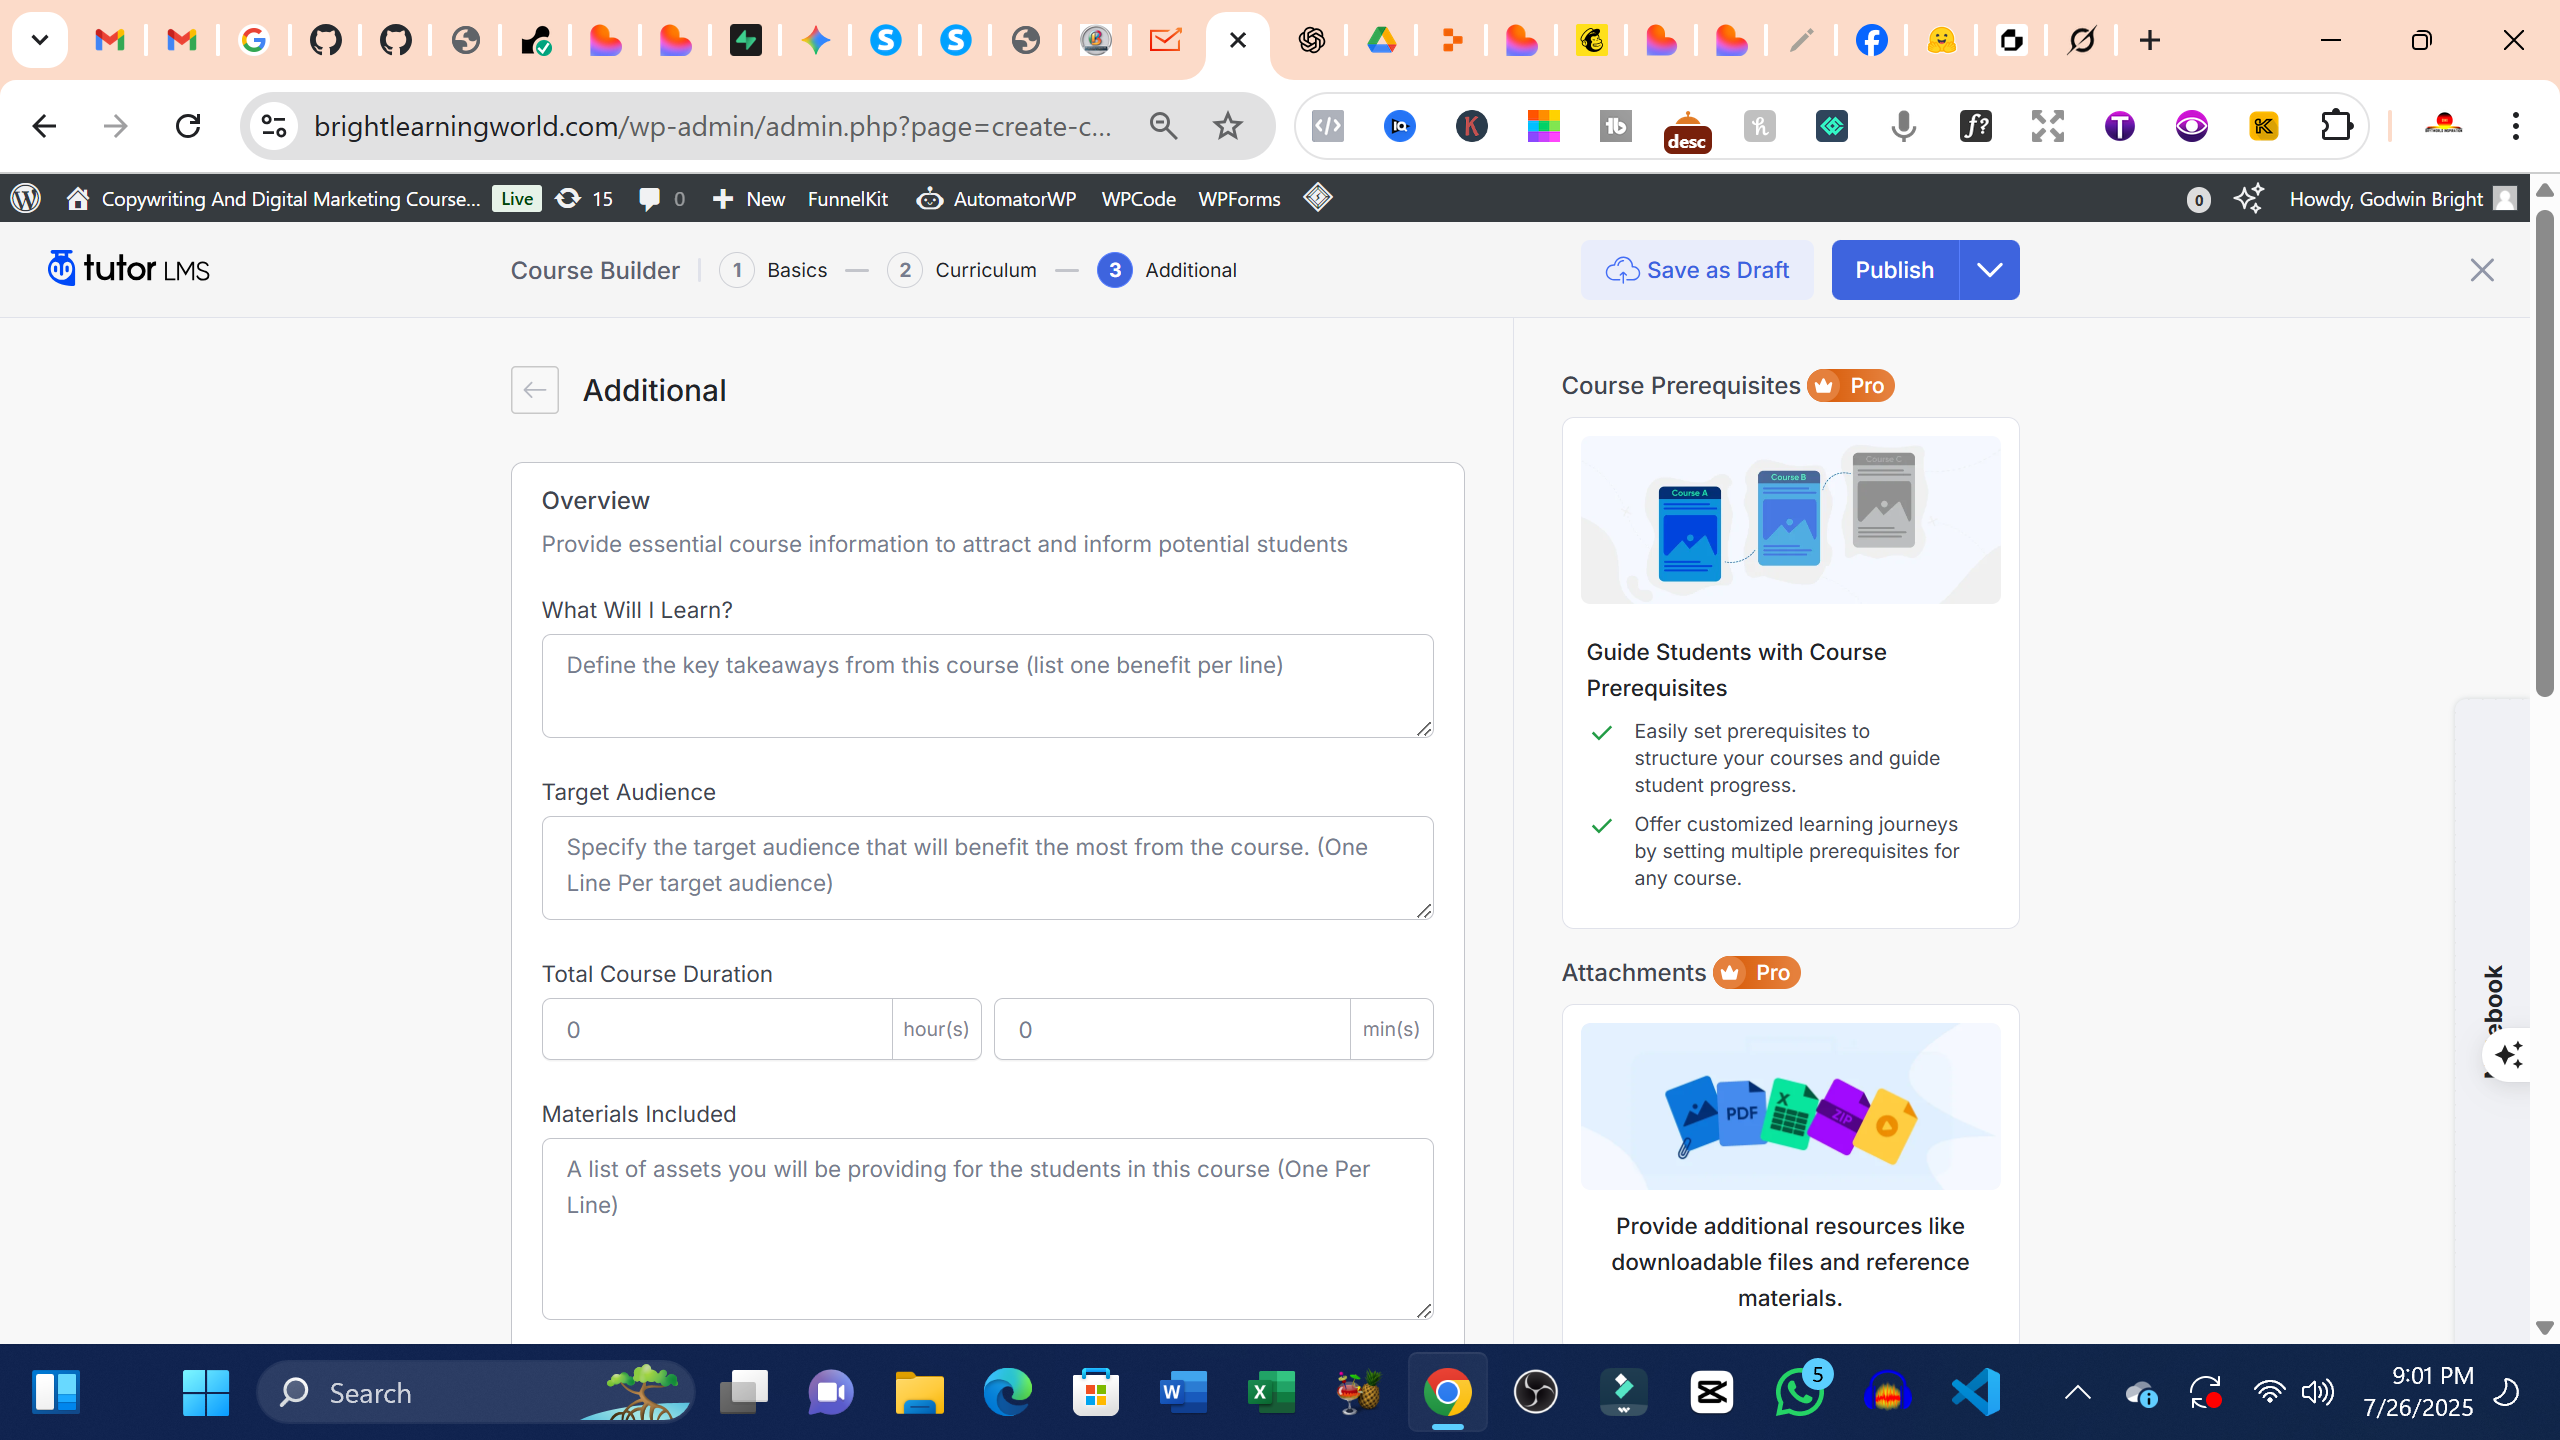 brightlearningworld.com/wp-admin/admin.php?page=create-c...
desc
Copywriting And Digital Marketing Course... Live 15 0 New FunnelKit AutomatorWP WPCode WPForms 0 Howdy, Godwin Bright
tutor LMS
Course Builder 1 Basics 2 Curriculum 3 Additional
Save as Draft Publish
Additional
Overview
Provide essential course information to attract and inform potential students
What Will I Learn?
Define the key takeaways from this course (list one benefit per line)
Target Audience
Specify the target audience that will benefit the most from the course. (One
Line Per target audience)
Total Course Duration
0 hour(s) 0 min(s)
Materials Included
A list of assets you will be providing for the students in this course (One Per
Line)
Course Prerequisites Pro
Course A
Course B
Course C
Guide Students with Course
Prerequisites
Easily set prerequisites to
structure your courses and guide
student progress.
Offer customized learning journeys
by setting multiple prerequisites for
any course.
Attachments Pro
PDF
X
ZIP
Provide additional resources like
downloadable files and reference
materials.
Search
5
9:01 PM
7/26/2025